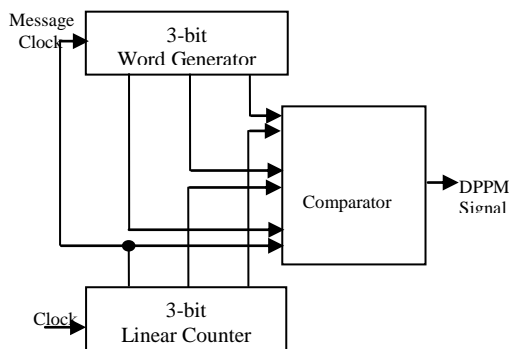 Message
Clock
3-bit
Word Generator
Comparator
DPPM
Signal
Clock
3-bit
Linear Counter